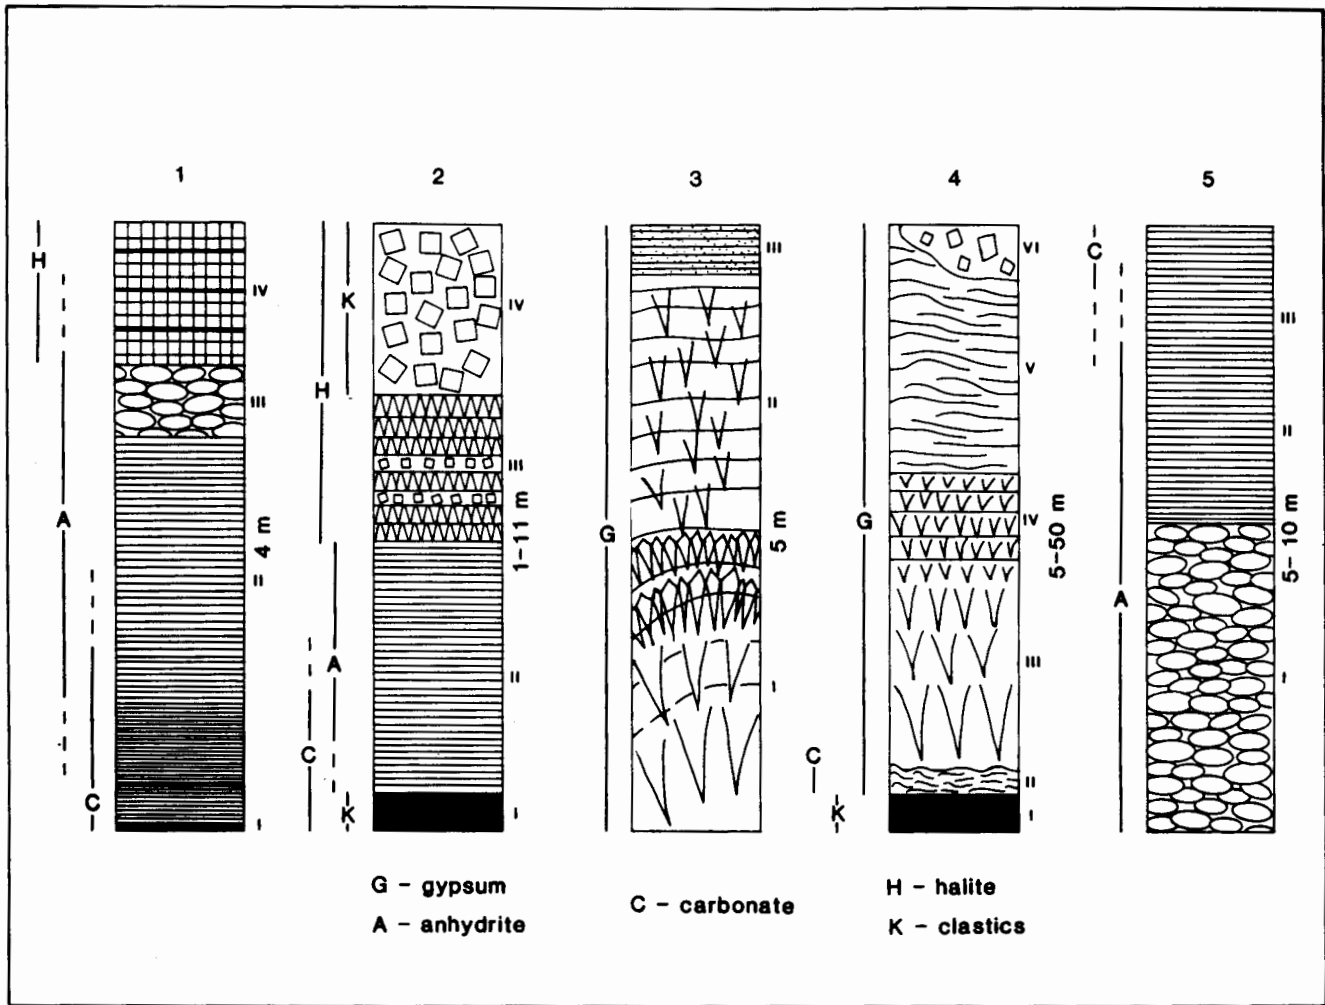 1 2 3 4 5
H A C
IV
III
1-4 m
II
I
H K A C K
IV
III
1-11 m
II
I
G
III
II
5 m
I
G C K
VI
V
IV
5-50 m
III
II
I
C A
III
II
5-10 m
I
G - gypsum
A - anhydrite
C - carbonate
H - halite
K - clastics